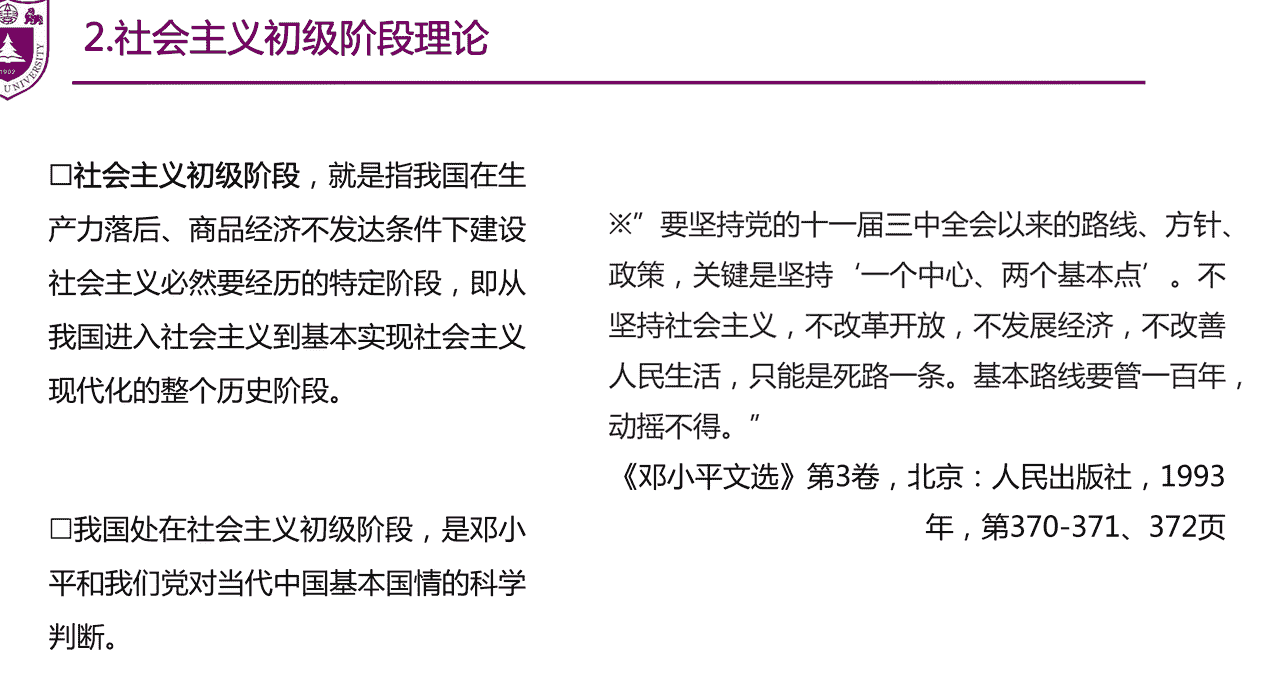 2.社会主义初级阶段理论
1902
UNIVERSITY
□社会主义初级阶段，就是指我国在生
产力落后、商品经济不发达条件下建设
社会主义必然要经历的特定阶段，即从
我国进入社会主义到基本实现社会主义
现代化的整个历史阶段。
□我国处在社会主义初级阶段，是邓小
平和我们党对当代中国基本国情的科学
判断。
※”要坚持党的十一届三中全会以来的路线、方针、
政策，关键是坚持‘一个中心、两个基本点’。不
坚持社会主义，不改革开放，不发展经济，不改善
人民生活，只能是死路一条。基本路线要管一百年，
动摇不得。”
《邓小平文选》第3卷，北京：人民出版社，1993
年，第370-371、372页